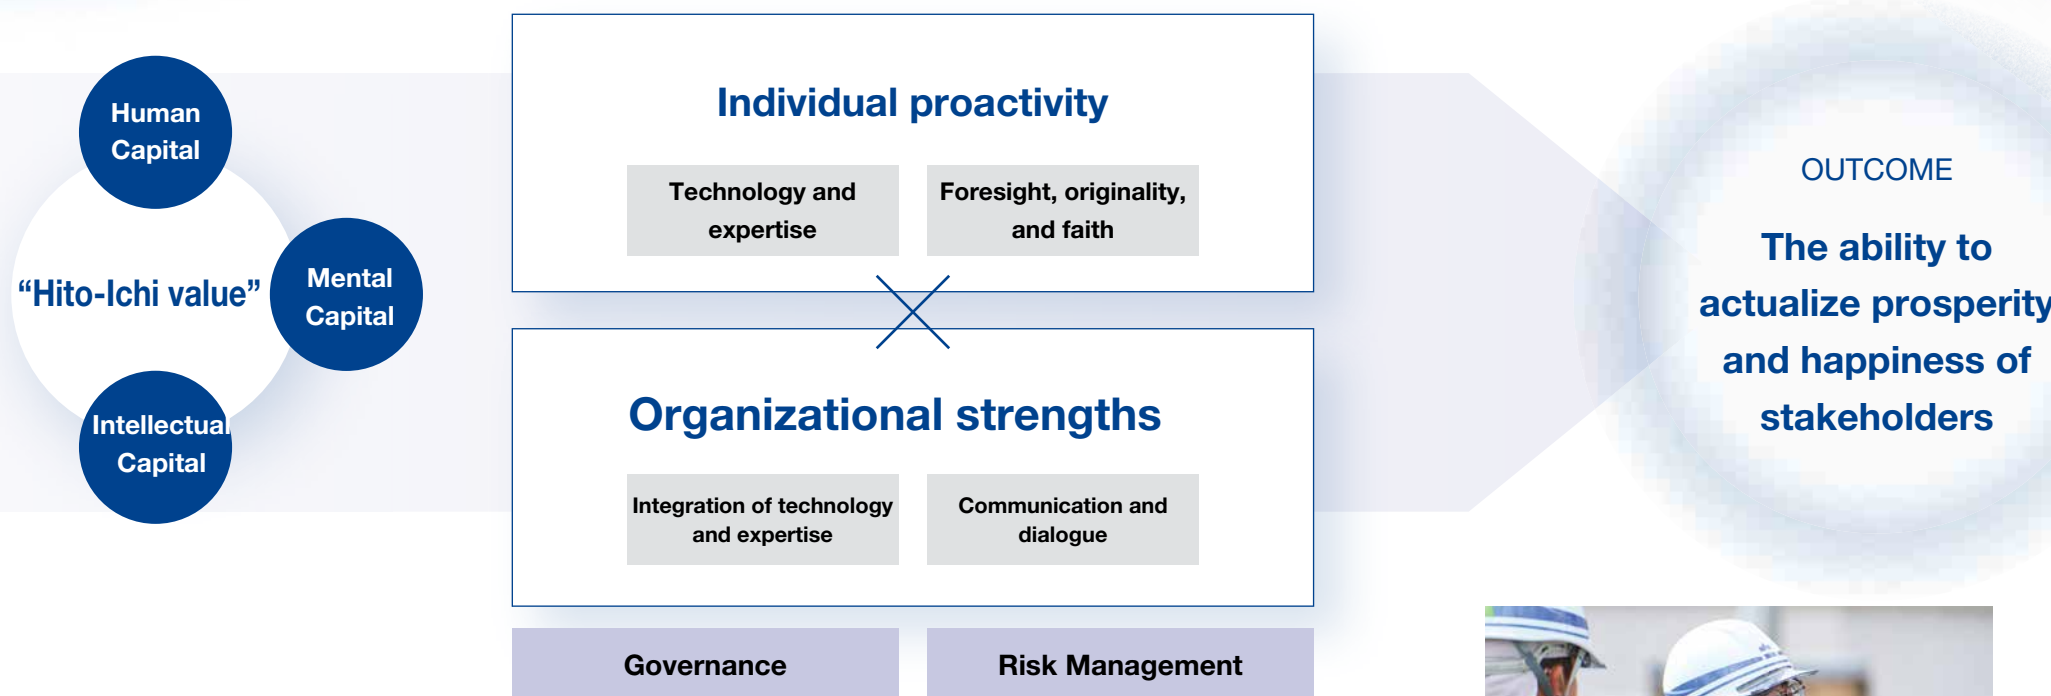 Human
Capital
“Hito-Ichi value”
Mental
Capital
Intellectual
Capital
Individual proactivity
Technology and
expertise
Foresight, originality,
and faith
Organizational strengths
Integration of technology
and expertise
Communication and
dialogue
Governance
Risk Management
OUTCOME
The ability to
actualize prosperity
and happiness of
stakeholders